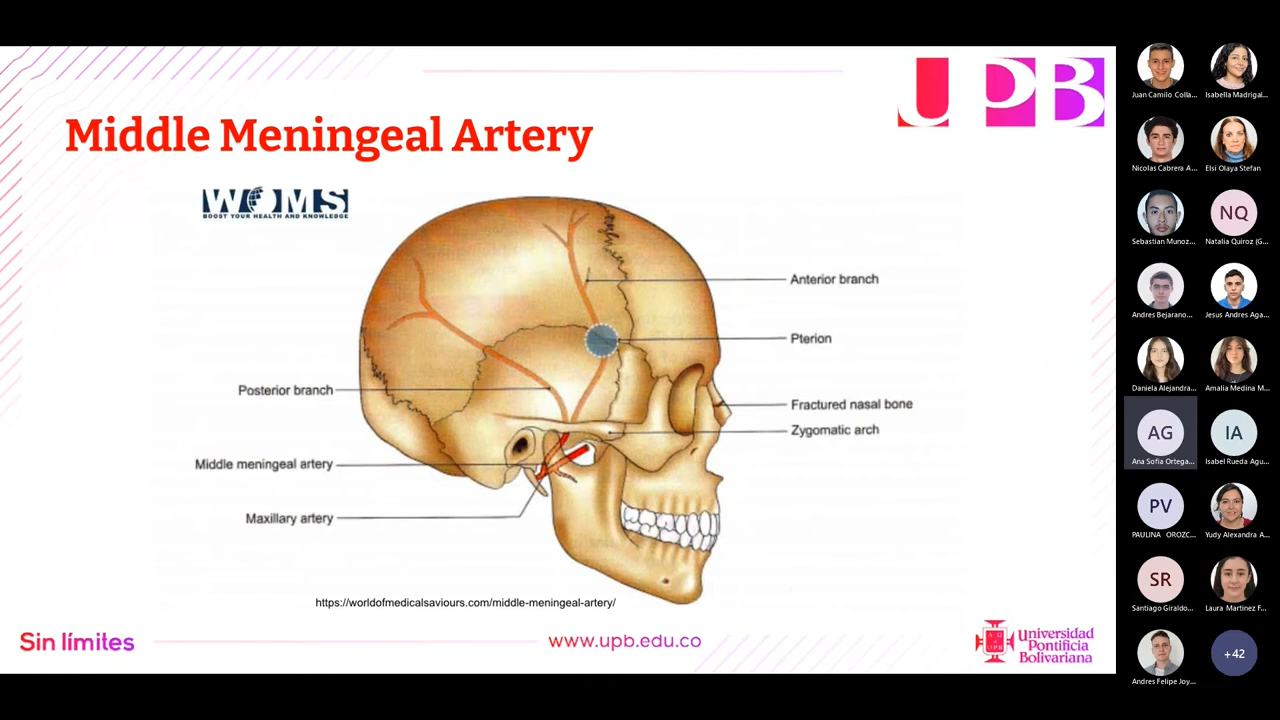 UPB
Middle Meningeal Artery
WOMS
BOOST YOUR HEALTH AND KNOWLEDGE
Anterior branch
Pterion
Posterior branch
Fractured nasal bone
Zygomatic arch
Middle meningeal artery
Maxillary artery
https://worldofmedicalsaviours.com/middle-meningeal-artery/
Sin límites
www.upb.edu.co
Universidad
Pontificia
Bolivariana
Juan Camilo Colla...
Isabella Madrigal...
Nicolas Cabrera A...
Elsi Olaya Stefan
NQ
Sebastian Munoz...
Natalia Quiroz (G...
Andres Bejarano...
Jesus Andres Aga...
Daniela Alejandra...
Amalia Medina M...
AG
IA
Ana Sofia Ortega...
Isabel Rueda Agu...
PV
PAULINA OROZC...
Yudy Alexandra A...
SR
Santiago Giraldo...
Laura Martinez F...
+42
Andres Felipe Joy...